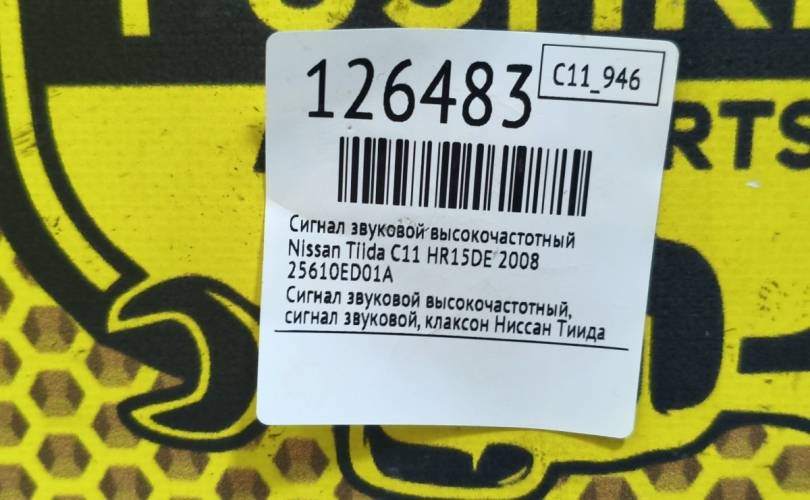 126483
C11_946
RTS
Сигнал звуковой высокочастотный
Nissan Tiida C11 HR15DE 2008
25610ED01A
Сигнал звуковой высокочастотный,
сигнал звуковой, клаксон Ниссан Тиида